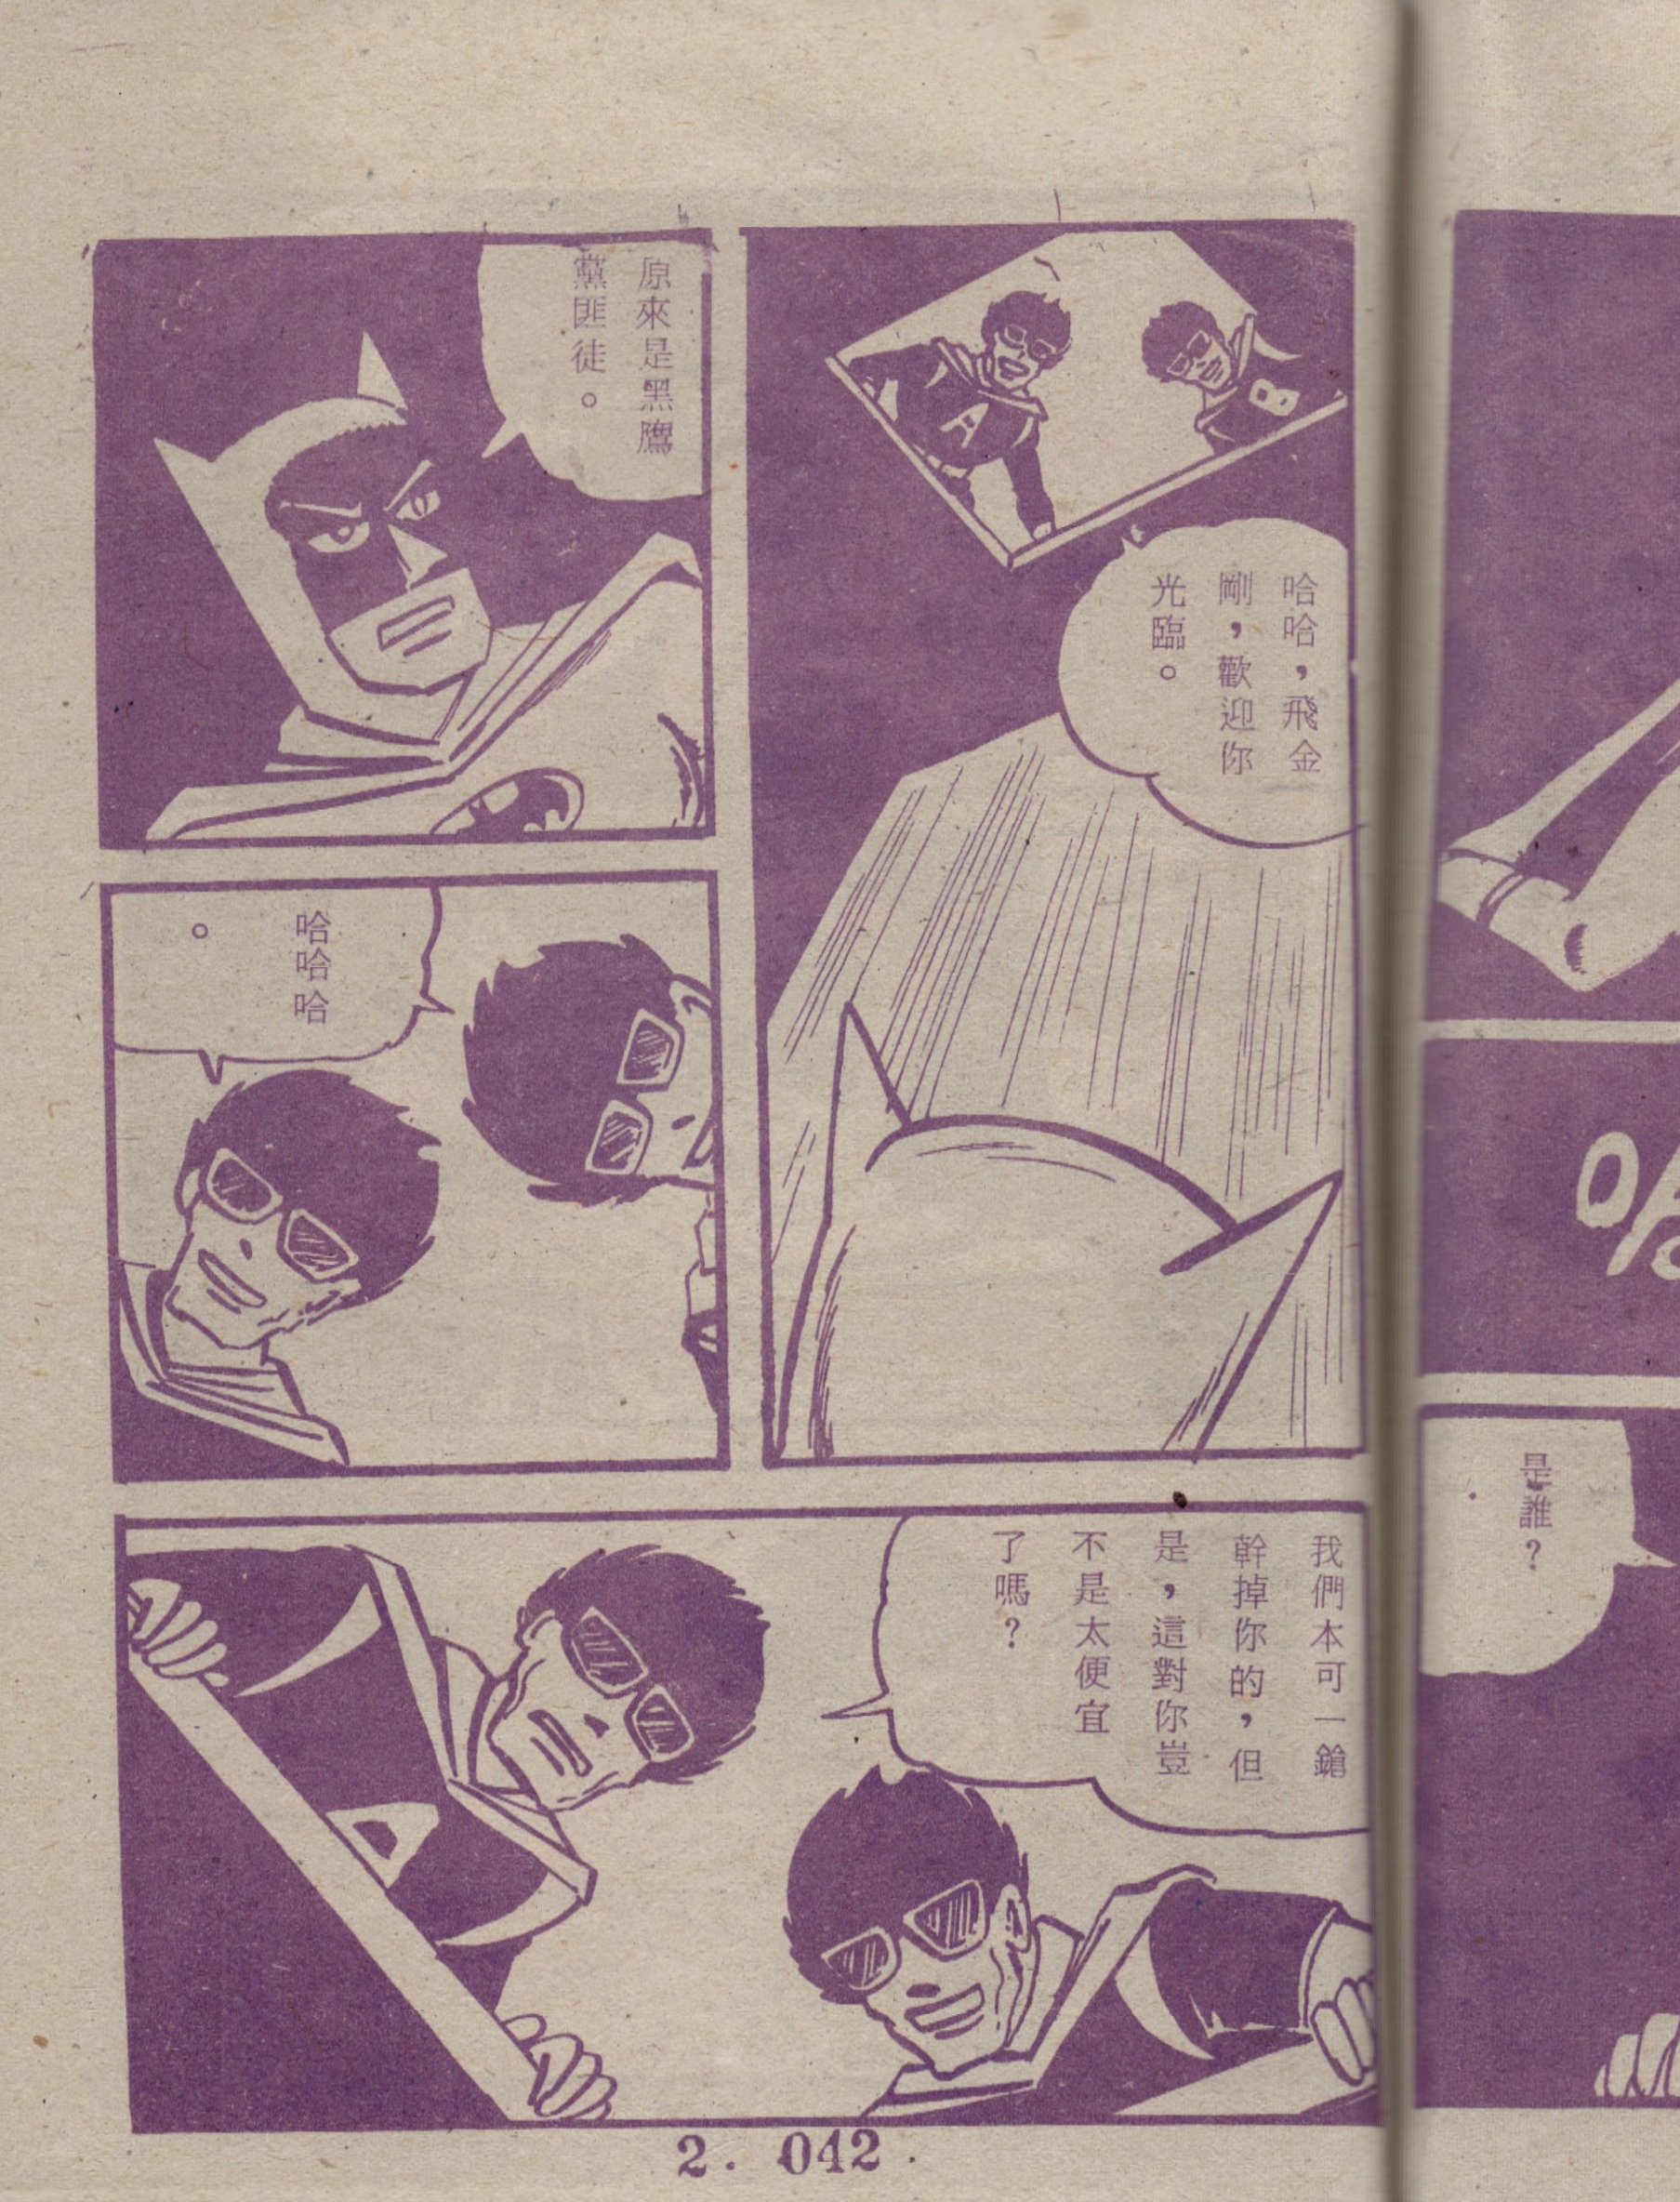 是誰?
哈哈,飛金
剛,歡迎你
光臨。
A
B
原來是黑鷹
黨匪徒。
哈哈哈
。
我們本可一鎗
幹掉你的,但
是,這對你豈
不是太便宜
了嗎?
A
2. 042